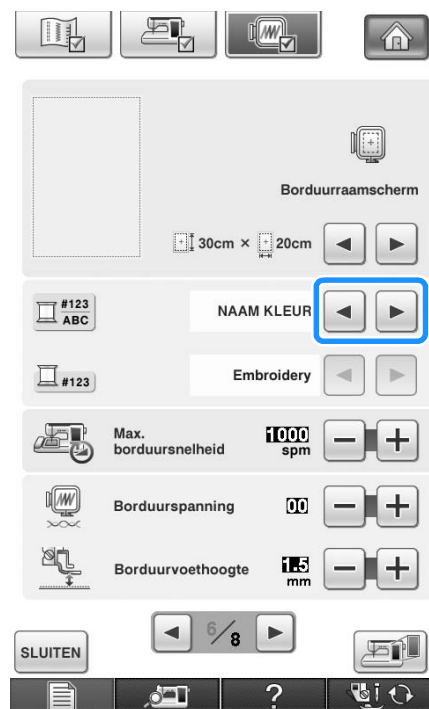 Borduurraamscherm
30cm × 20cm
#123
ABC
NAAM KLEUR
#123
Embroidery
Max.
borduursnelheid
1000
spm
Borduurspanning
00
Borduurvoethoogte
1.5
mm
SLUITEN
6/8
?